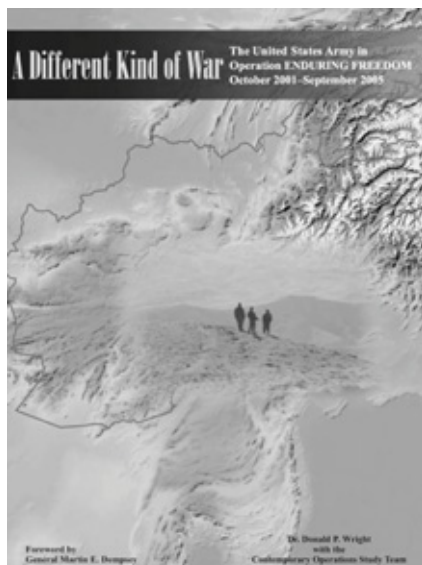 A Different Kind of War
The United States Army in
Operation ENDURING FREEDOM
October 2001–September 2005
Foreword by
General Martin E. Dempsey
Dr. Donald P. Wright
with the
Contemporary Operations Study Team